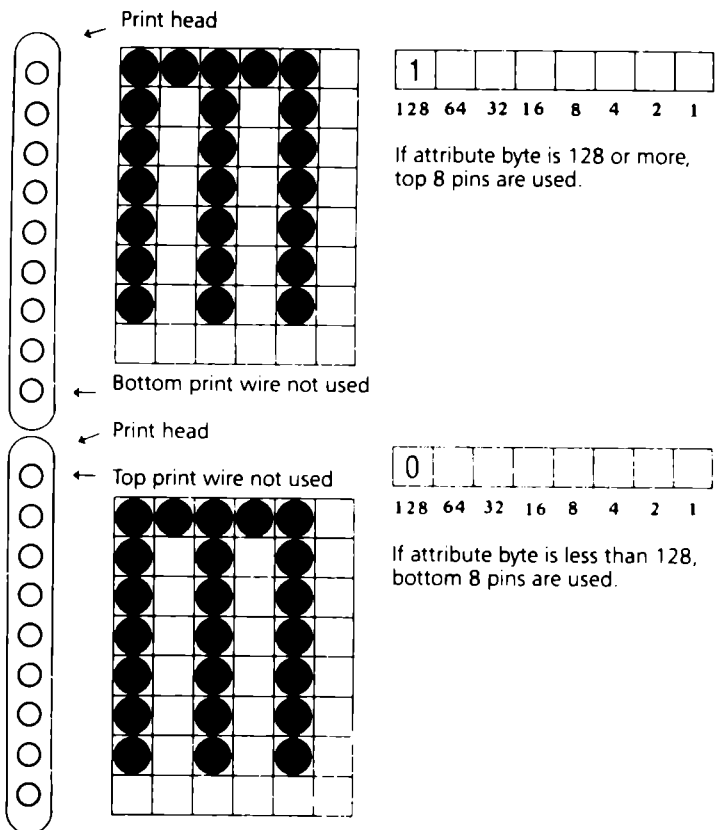 Print head
1
128 64 32 16 8 4 2 1
If attribute byte is 128 or more,
top 8 pins are used.
Bottom print wire not used
Print head
Top print wire not used
0
128 64 32 16 8 4 2 1
If attribute byte is less than 128,
bottom 8 pins are used.